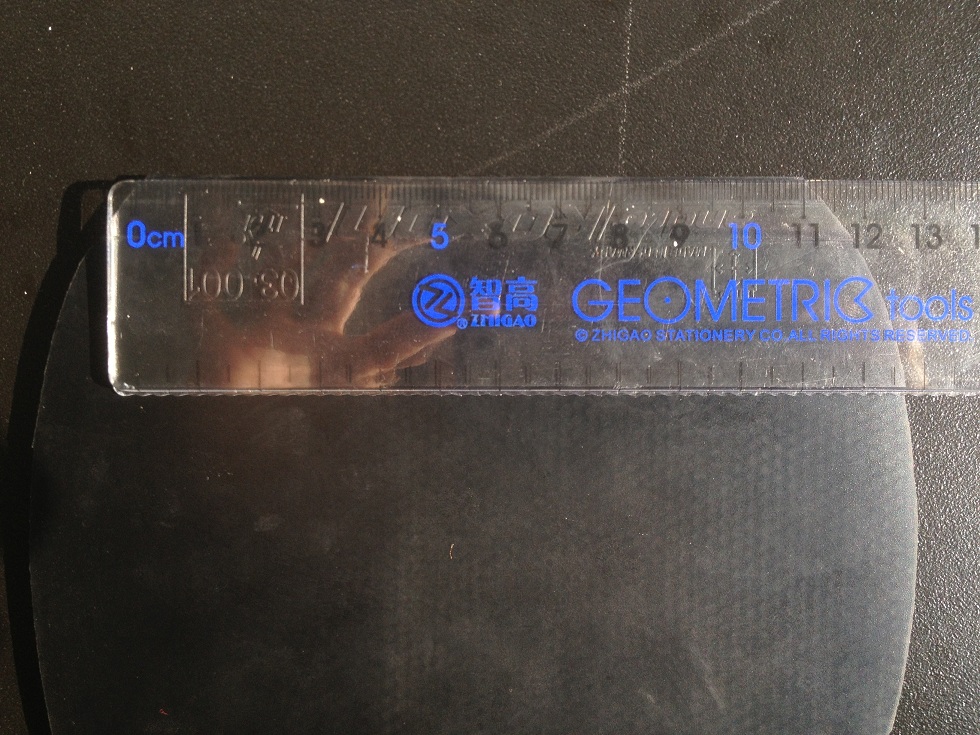 0cm 1 2 3 4 5 6 7 8 9 10 11 12 13
智高
ZHIGAO
GEOMETRIC tools
© ZHIGAO STATIONERY CO.ALL RIGHTS RESERVED.